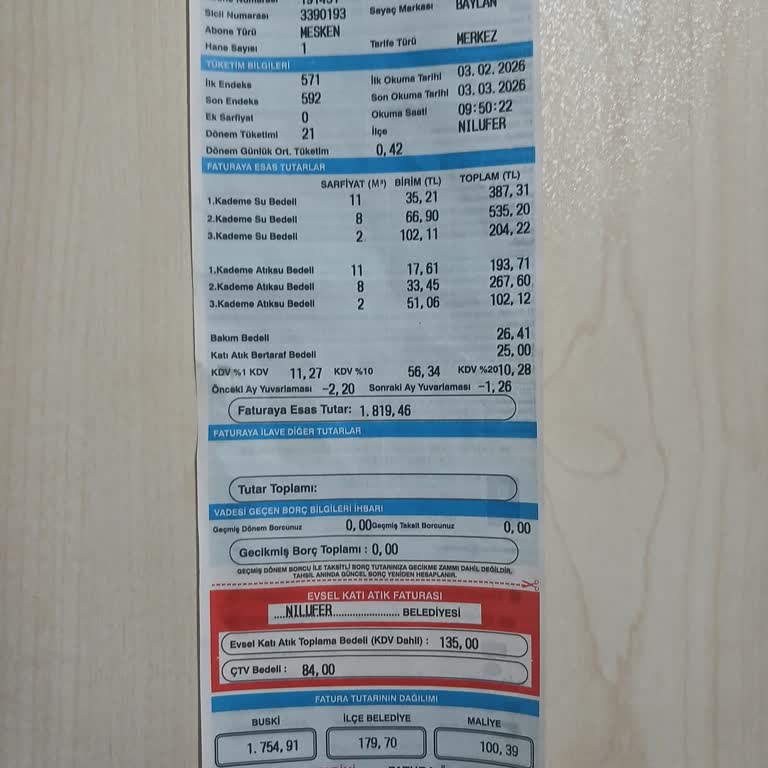 Sicil Numarası 3390193 Sayaç Markası BAYLAN
Abone Türü MESKEN
Hane Sayısı 1 Tarife Türü MERKEZ
TÜKETİM BİLGİLERİ
İlk Endeks 571 İlk Okuma Tarihi 03.02.2026
Son Endeks 592 Son Okuma Tarihi 03.03.2026
Ek Sarfiyat 0 Okuma Saati 09:50:22
Dönem Tüketimi 21 İlçe NILUFER
Dönem Günlük Ort. Tüketim 0,42
FATURAYA ESAS TUTARLAR
SARFİYAT (M³) BİRİM (TL) TOPLAM (TL)
1.Kademe Su Bedeli 11 35,21 387,31
2.Kademe Su Bedeli 8 66,90 535,20
3.Kademe Su Bedeli 2 102,11 204,22
1.Kademe Atıksu Bedeli 11 17,61 193,71
2.Kademe Atıksu Bedeli 8 33,45 267,60
3.Kademe Atıksu Bedeli 2 51,06 102,12
Bakım Bedeli 26,41
Katı Atık Bertaraf Bedeli 25,00
KDV %1 KDV 11,27 KDV %10 56,34 KDV %20 10,28
Önceki Ay Yuvarlaması -2,20 Sonraki Ay Yuvarlaması -1,26
Faturaya Esas Tutar: 1.819,46
FATURAYA İLAVE DİĞER TUTARLAR
Tutar Toplamı:
VADESİ GEÇEN BORÇ BİLGİLERİ İHBARI
Geçmiş Dönem Borcunuz 0,00 Geçmiş Taksit Borcunuz 0,00
Gecikmiş Borç Toplamı : 0,00
GEÇMİŞ DÖNEM BORCU İLE TAKSİTLİ BORÇ TUTARINIZA GECİKME ZAMMI DAHİL DEĞİLDİR,
TAHSİL ANINDA GÜNCEL BORÇ YENİDEN HESAPLANIR.
EVSEL KATI ATIK FATURASI
....NILUFER.................. BELEDİYESİ
Evsel Katı Atık Toplama Bedeli (KDV Dahil) : 135,00
ÇTV Bedeli : 84,00
FATURA TUTARININ DAĞILIMI
BUSKİ İLÇE BELEDİYE MALİYE
1.754,91 179,70 100,39